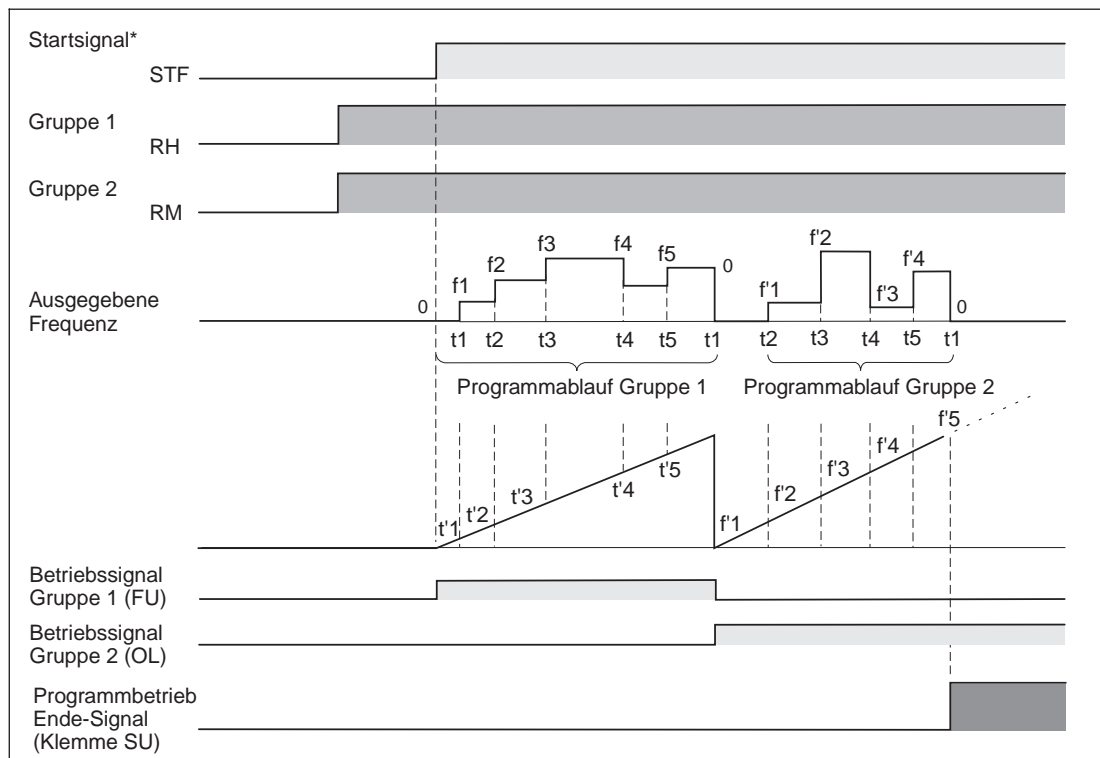 Startsignal*
STF
Gruppe 1
RH
Gruppe 2
RM
Ausgegebene
Frequenz
0 f1 f2 f3 f4 f5 0 f'1 f'2 f'3 f'4 0
t1 t2 t3 t4 t5 t1 t2 t3 t4 t5 t1
Programmablauf Gruppe 1 Programmablauf Gruppe 2
t'1 t'2 t'3 t'4 t'5 f'1 f'2 f'3 f'4 f'5
Betriebssignal
Gruppe 1 (FU)
Betriebssignal
Gruppe 2 (OL)
Programmbetrieb
Ende-Signal
(Klemme SU)